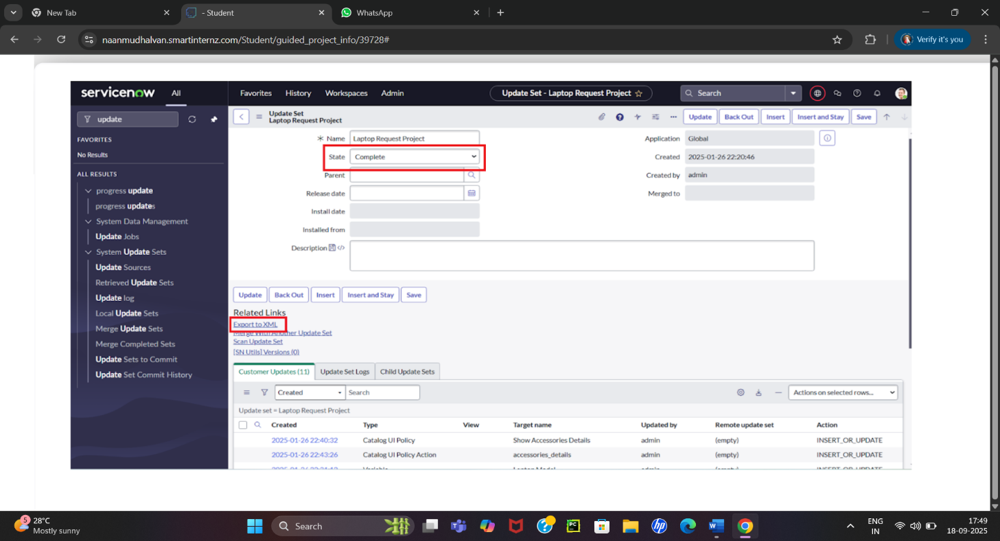 New Tab
- Student
WhatsApp
naanmudhalvan.smartinternz.com/Student/guided_project_info/39728#
Verify it's you
servicenow
All
Favorites
History
Workspaces
Admin
Update Set - Laptop Request Project
Search
update
FAVORITES
No Results
ALL RESULTS
progress update
progress updates
System Data Management
Update Jobs
System Update Sets
Update Sources
Retrieved Update Sets
Update log
Local Update Sets
Merge Update Sets
Merge Completed Sets
Update Sets to Commit
Update Set Commit History
Update Set
Laptop Request Project
Update
Back Out
Insert
Insert and Stay
Save
Name Laptop Request Project
State Complete
Parent
Release date
Install date
Installed from
Description
Application Global
Created 2025-01-26 22:20:46
Created by admin
Merged to
Update
Back Out
Insert
Insert and Stay
Save
Related Links
Export to XML
Merge With Another Update Set
Scan Update Set
[SN Utils] Versions (0)
Customer Updates (11)
Update Set Logs
Child Update Sets
Created
Search
Actions on selected rows...
Update set = Laptop Request Project
Created Type View Target name Updated by Remote update set Action
2025-01-26 22:40:32 Catalog UI Policy Show Accessories Details admin (empty) INSERT_OR_UPDATE
2025-01-26 22:43:26 Catalog UI Policy Action accessories_details admin (empty) INSERT_OR_UPDATE
Variable Laptop Model admin (empty) INSERT_OR_UPDATE
5
28°C
Mostly sunny
Search
ENG
IN
17:49
18-09-2025